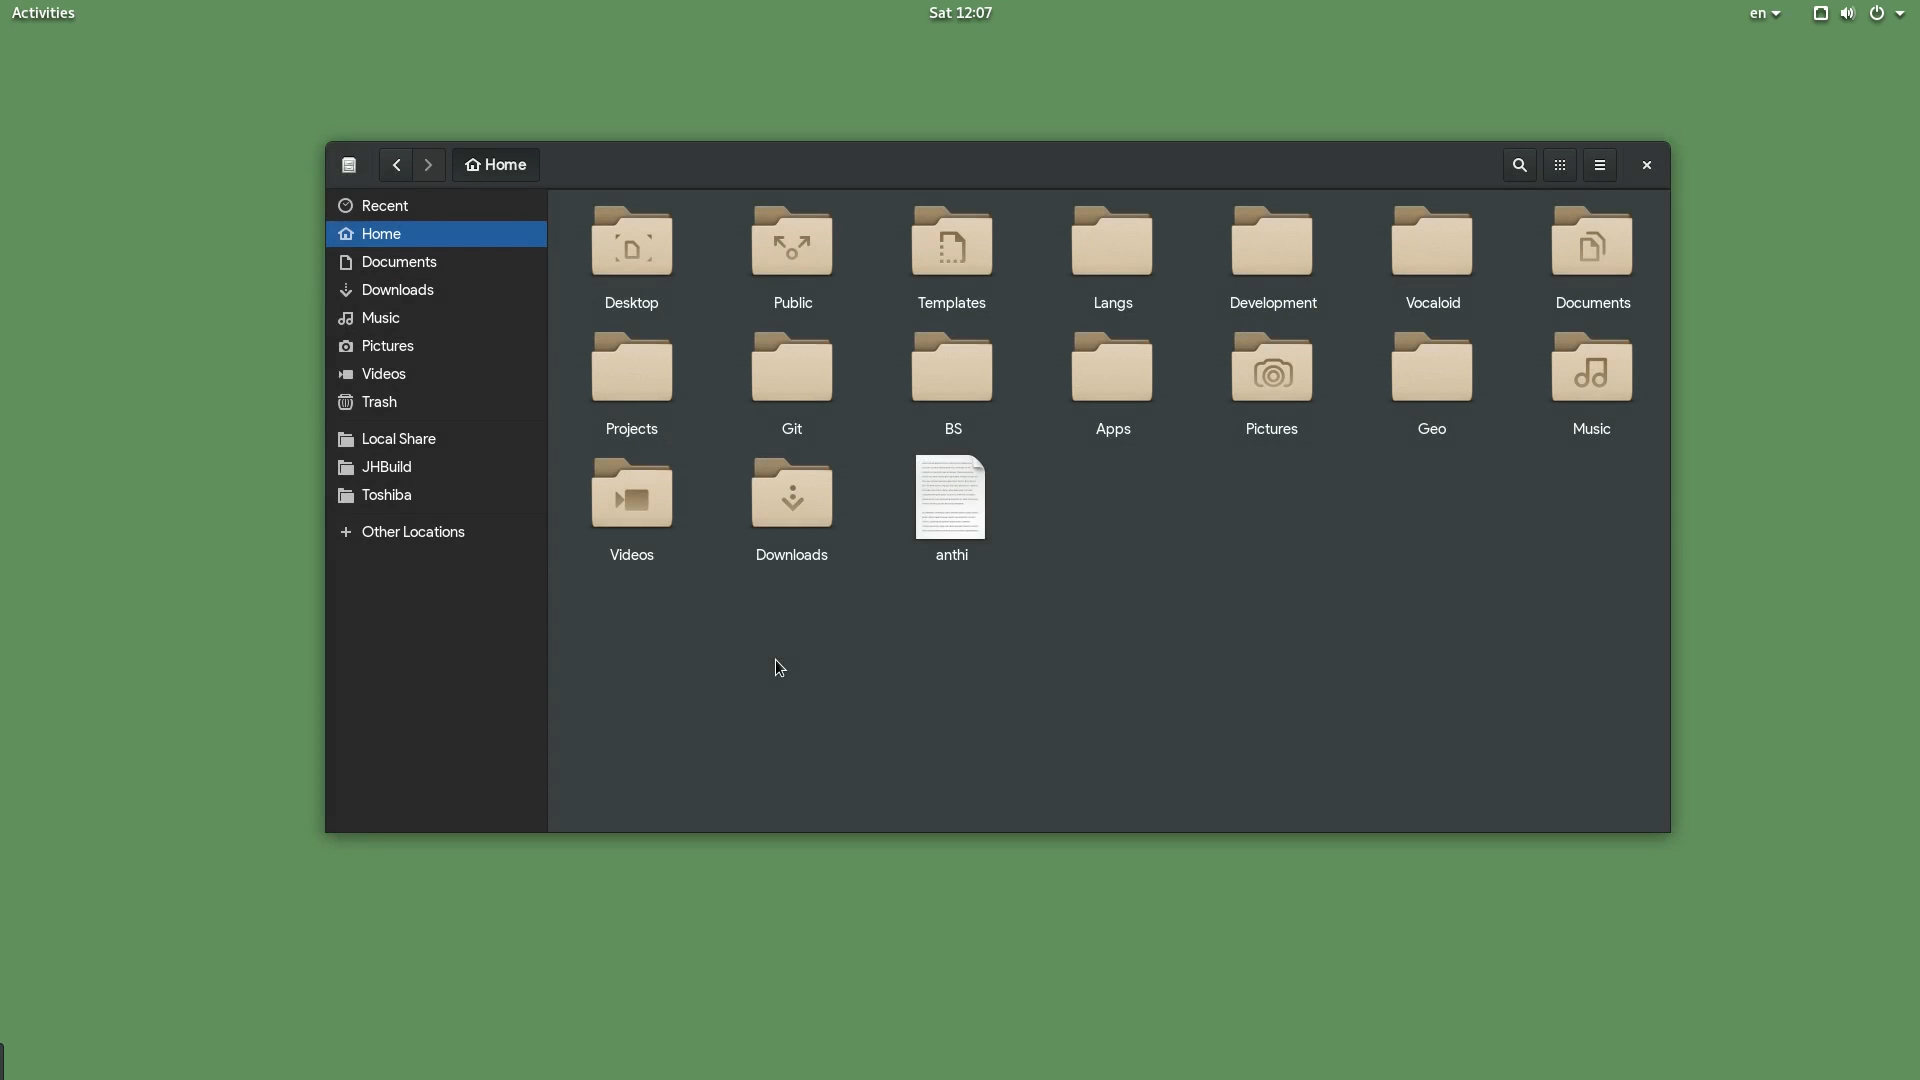 Activities
Sat 12:07
en
Home
Recent
Home
Documents
Downloads
Music
Pictures
Videos
Trash
Local Share
JHBuild
Toshiba
Other Locations
Desktop
Public
Templates
Langs
Development
Vocaloid
Documents
Projects
Git
BS
Apps
Pictures
Geo
Music
Videos
Downloads
anthi